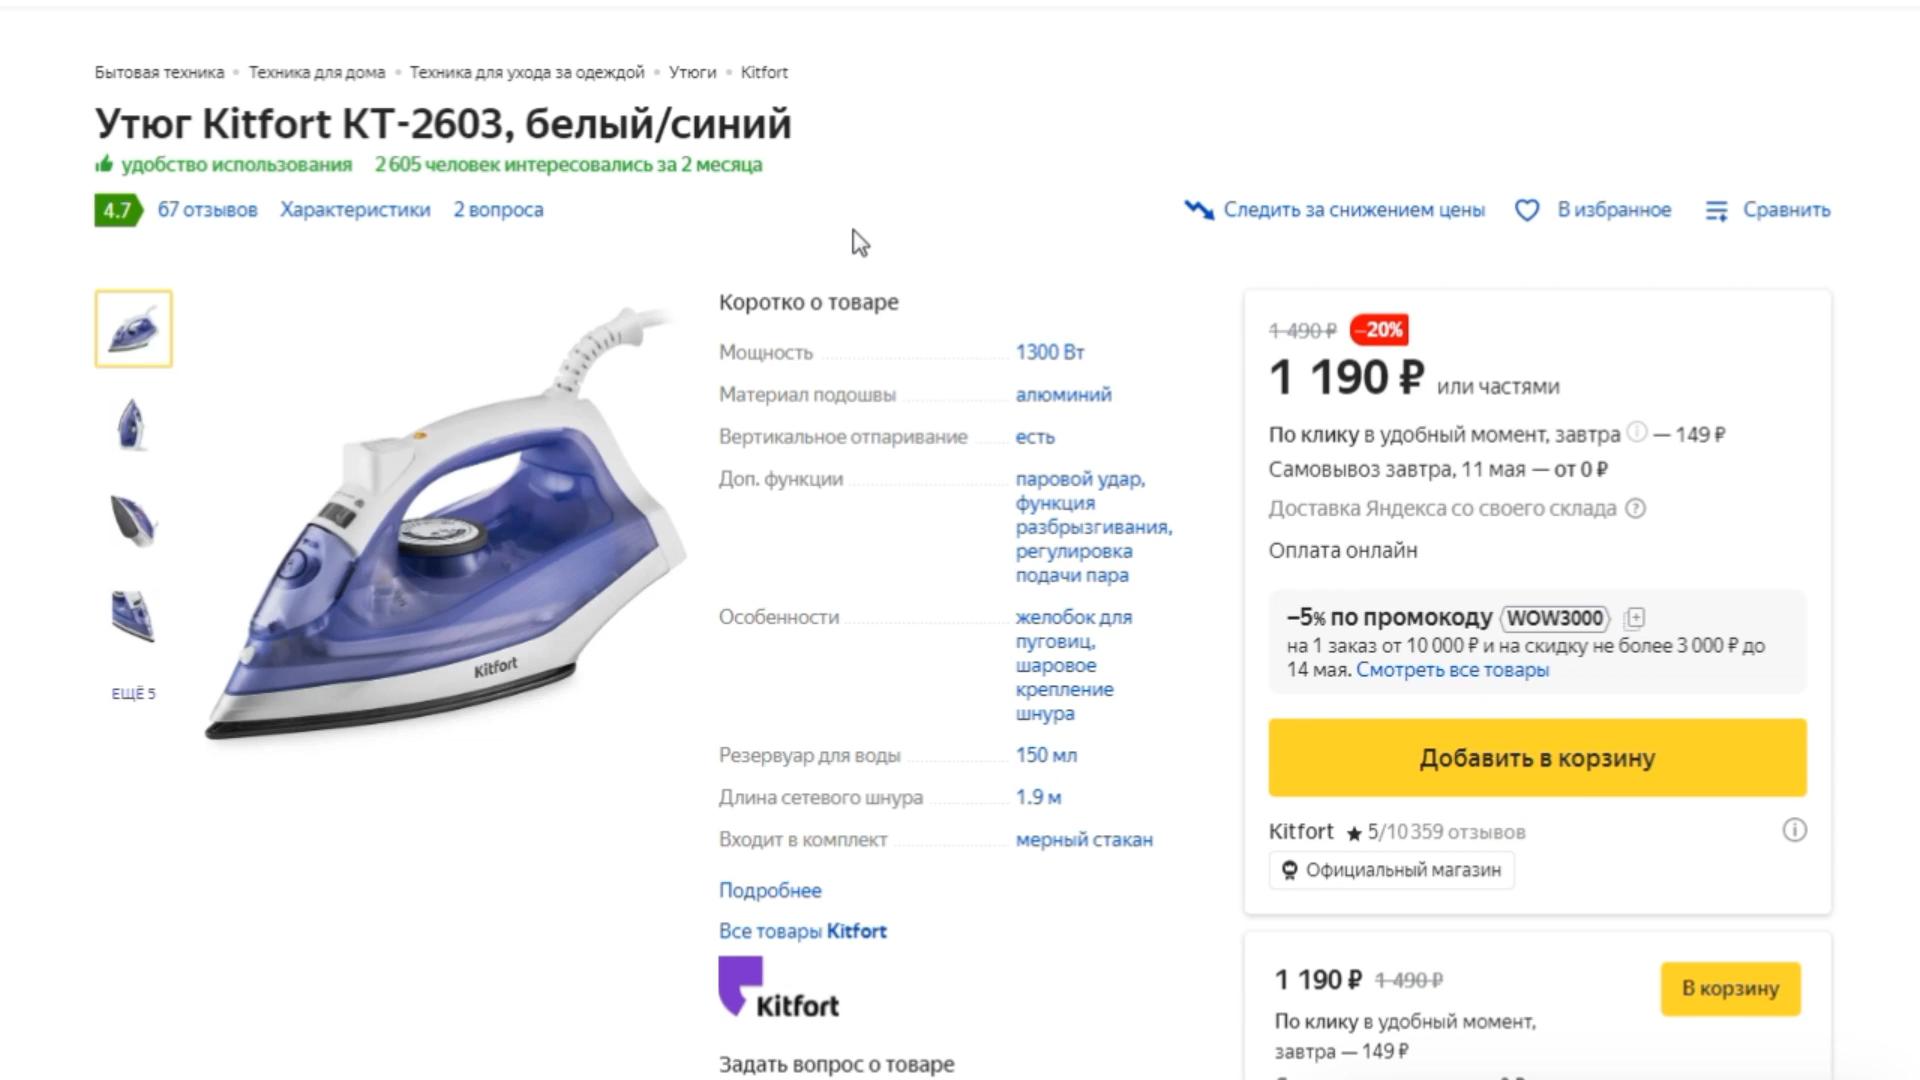 Бытовая техника • Техника для дома • Техника для ухода за одеждой • Утюги • Kitfort
Утюг Kitfort КТ-2603, белый/синий
удобство использования 2 605 человек интересовались за 2 месяца
4.7 67 отзывов Характеристики 2 вопроса
Следить за снижением цены В избранное Сравнить
ЕЩЁ 5
Kitfort
Коротко о товаре
Мощность 1300 Вт
Материал подошвы алюминий
Вертикальное отпаривание есть
Доп. функции паровой удар,
функция
разбрызгивания,
регулировка
подачи пара
Особенности желобок для
пуговиц,
шаровое
крепление
шнура
Резервуар для воды 150 мл
Длина сетевого шнура 1.9 м
Входит в комплект мерный стакан
Подробнее
Все товары Kitfort
Kitfort
Задать вопрос о товаре
1 490 ₽ –20%
1 190 ₽ или частями
По клику в удобный момент, завтра — 149 ₽
Самовывоз завтра, 11 мая — от 0 ₽
Доставка Яндекса со своего склада
Оплата онлайн
–5% по промокоду WOW3000
на 1 заказ от 10 000 ₽ и на скидку не более 3 000 ₽ до
14 мая. Смотреть все товары
Добавить в корзину
Kitfort ★ 5/10 359 отзывов
Официальный магазин
1 190 ₽ 1 490 ₽
В корзину
По клику в удобный момент,
завтра — 149 ₽